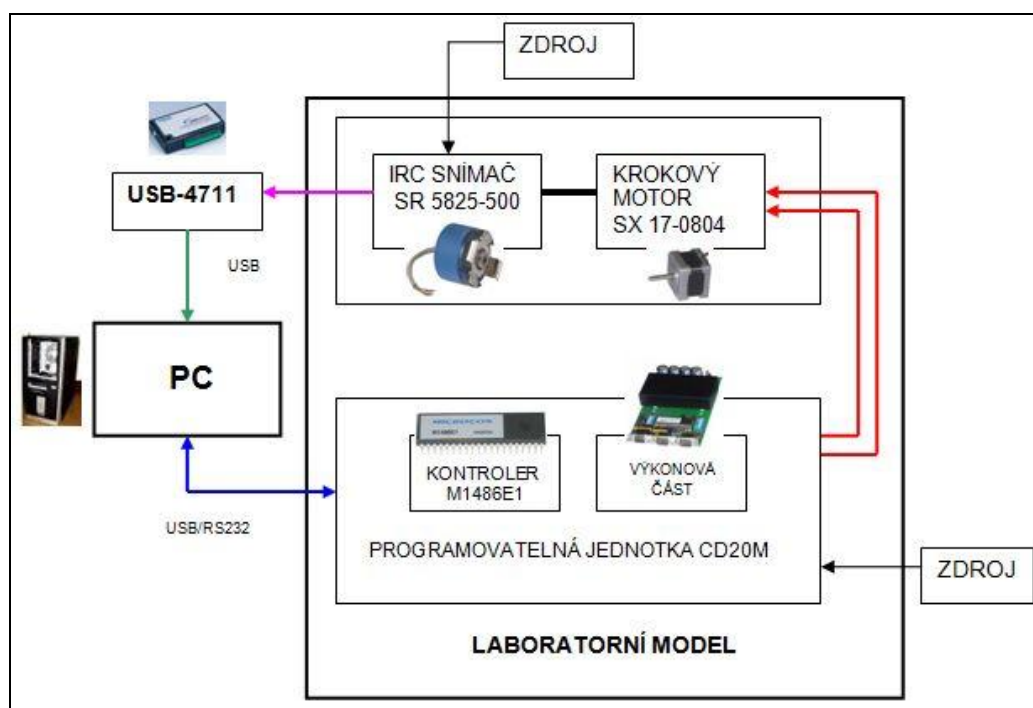 ZDROJ
IRC SNÍMAČ
SR 5825-500
KROKOVÝ
MOTOR
SX 17-0804
USB-4711
USB
PC
USB/RS232
KONTROLER
M1486E1
VÝKONOVÁ
ČÁST
PROGRAMOVATELNÁ JEDNOTKA CD20M
ZDROJ
LABORATORNÍ MODEL